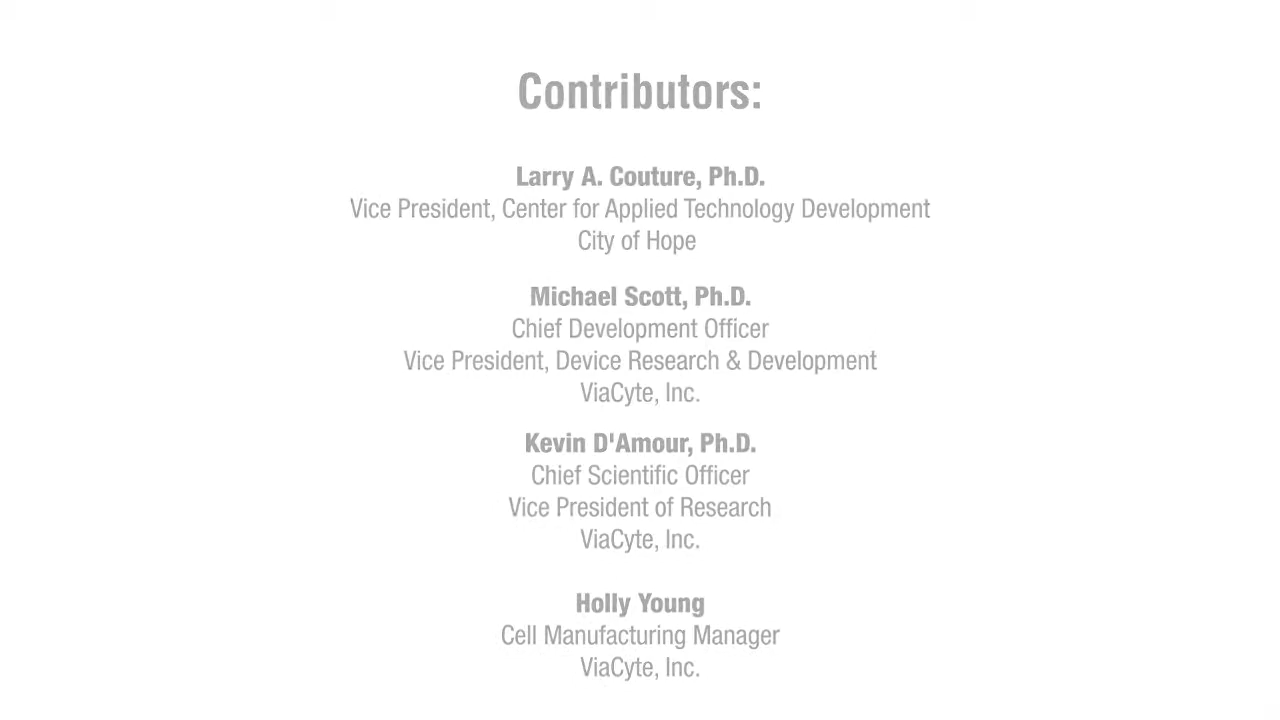 Contributors:
Larry A. Couture, Ph.D.
Vice President, Center for Applied Technology Development
City of Hope
Michael Scott, Ph.D.
Chief Development Officer
Vice President, Device Research & Development
ViaCyte, Inc.
Kevin D'Amour, Ph.D.
Chief Scientific Officer
Vice President of Research
ViaCyte, Inc.
Holly Young
Cell Manufacturing Manager
ViaCyte, Inc.